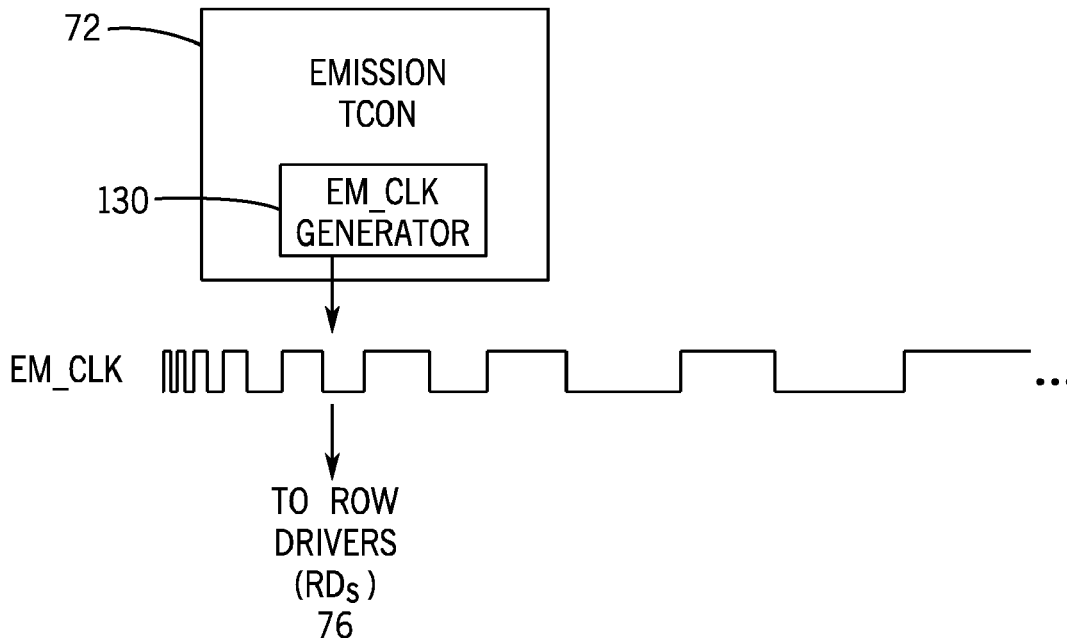 72
EMISSION
TCON
130
EM_CLK
GENERATOR
EM_CLK
...
TO ROW
DRIVERS
(RDs)
76